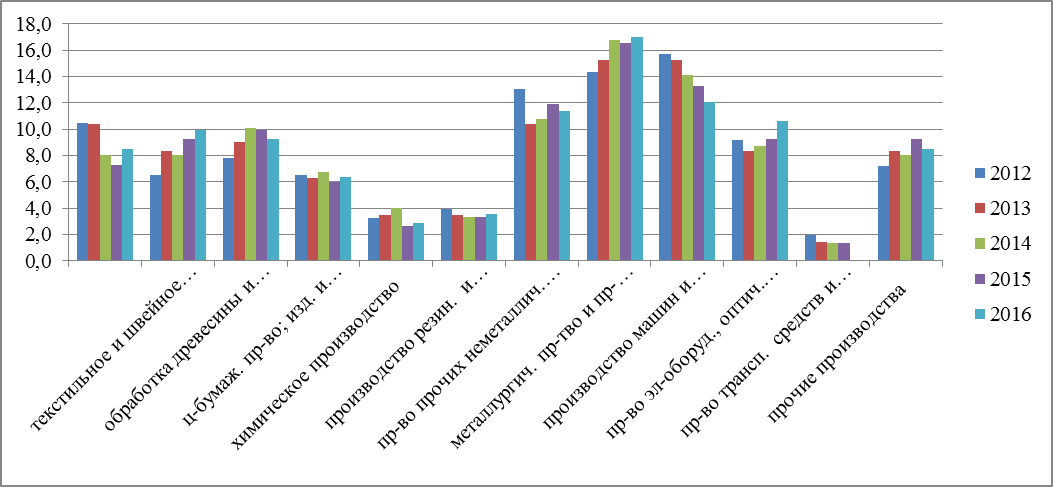 18,0
16,0
14,0
12,0
10,0
8,0
6,0
4,0
2,0
0,0
текстильное и швейное…
обработка древесины и…
ц-бумаж. пр-во; изд. и…
химическое производство
производство резин. и…
пр-во прочих неметаллич.…
металлургич. пр-тво и пр-…
производство машин и…
пр-во эл-оборуд., оптич.…
пр-во трансп. средств и…
прочие производства
2012
2013
2014
2015
2016